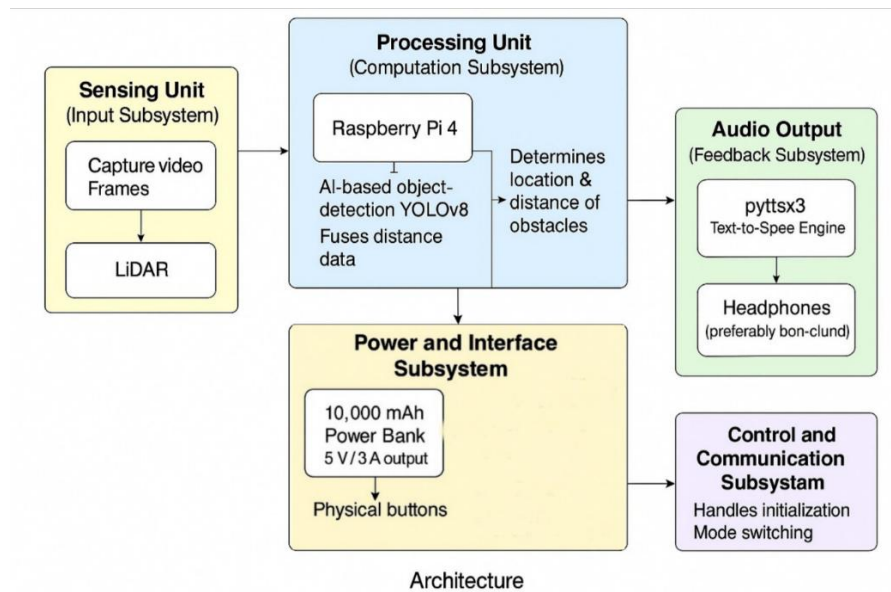 Sensing Unit
(Input Subsystem)
Capture video
Frames
LiDAR
Processing Unit
(Computation Subsystem)
Raspberry Pi 4
AI-based object-
detection YOLOv8
Fuses distance
data
Determines
location &
distance of
obstacles
Audio Output
(Feedback Subsystem)
pyttsx3
Text-to-Spee Engine
Headphones
(preferably bon-clund)
Power and Interface
Subsystem
10,000 mAh
Power Bank
5 V / 3 A output
Physical buttons
Control and
Communication
Subsystam
Handles initialization
Mode switching
Architecture